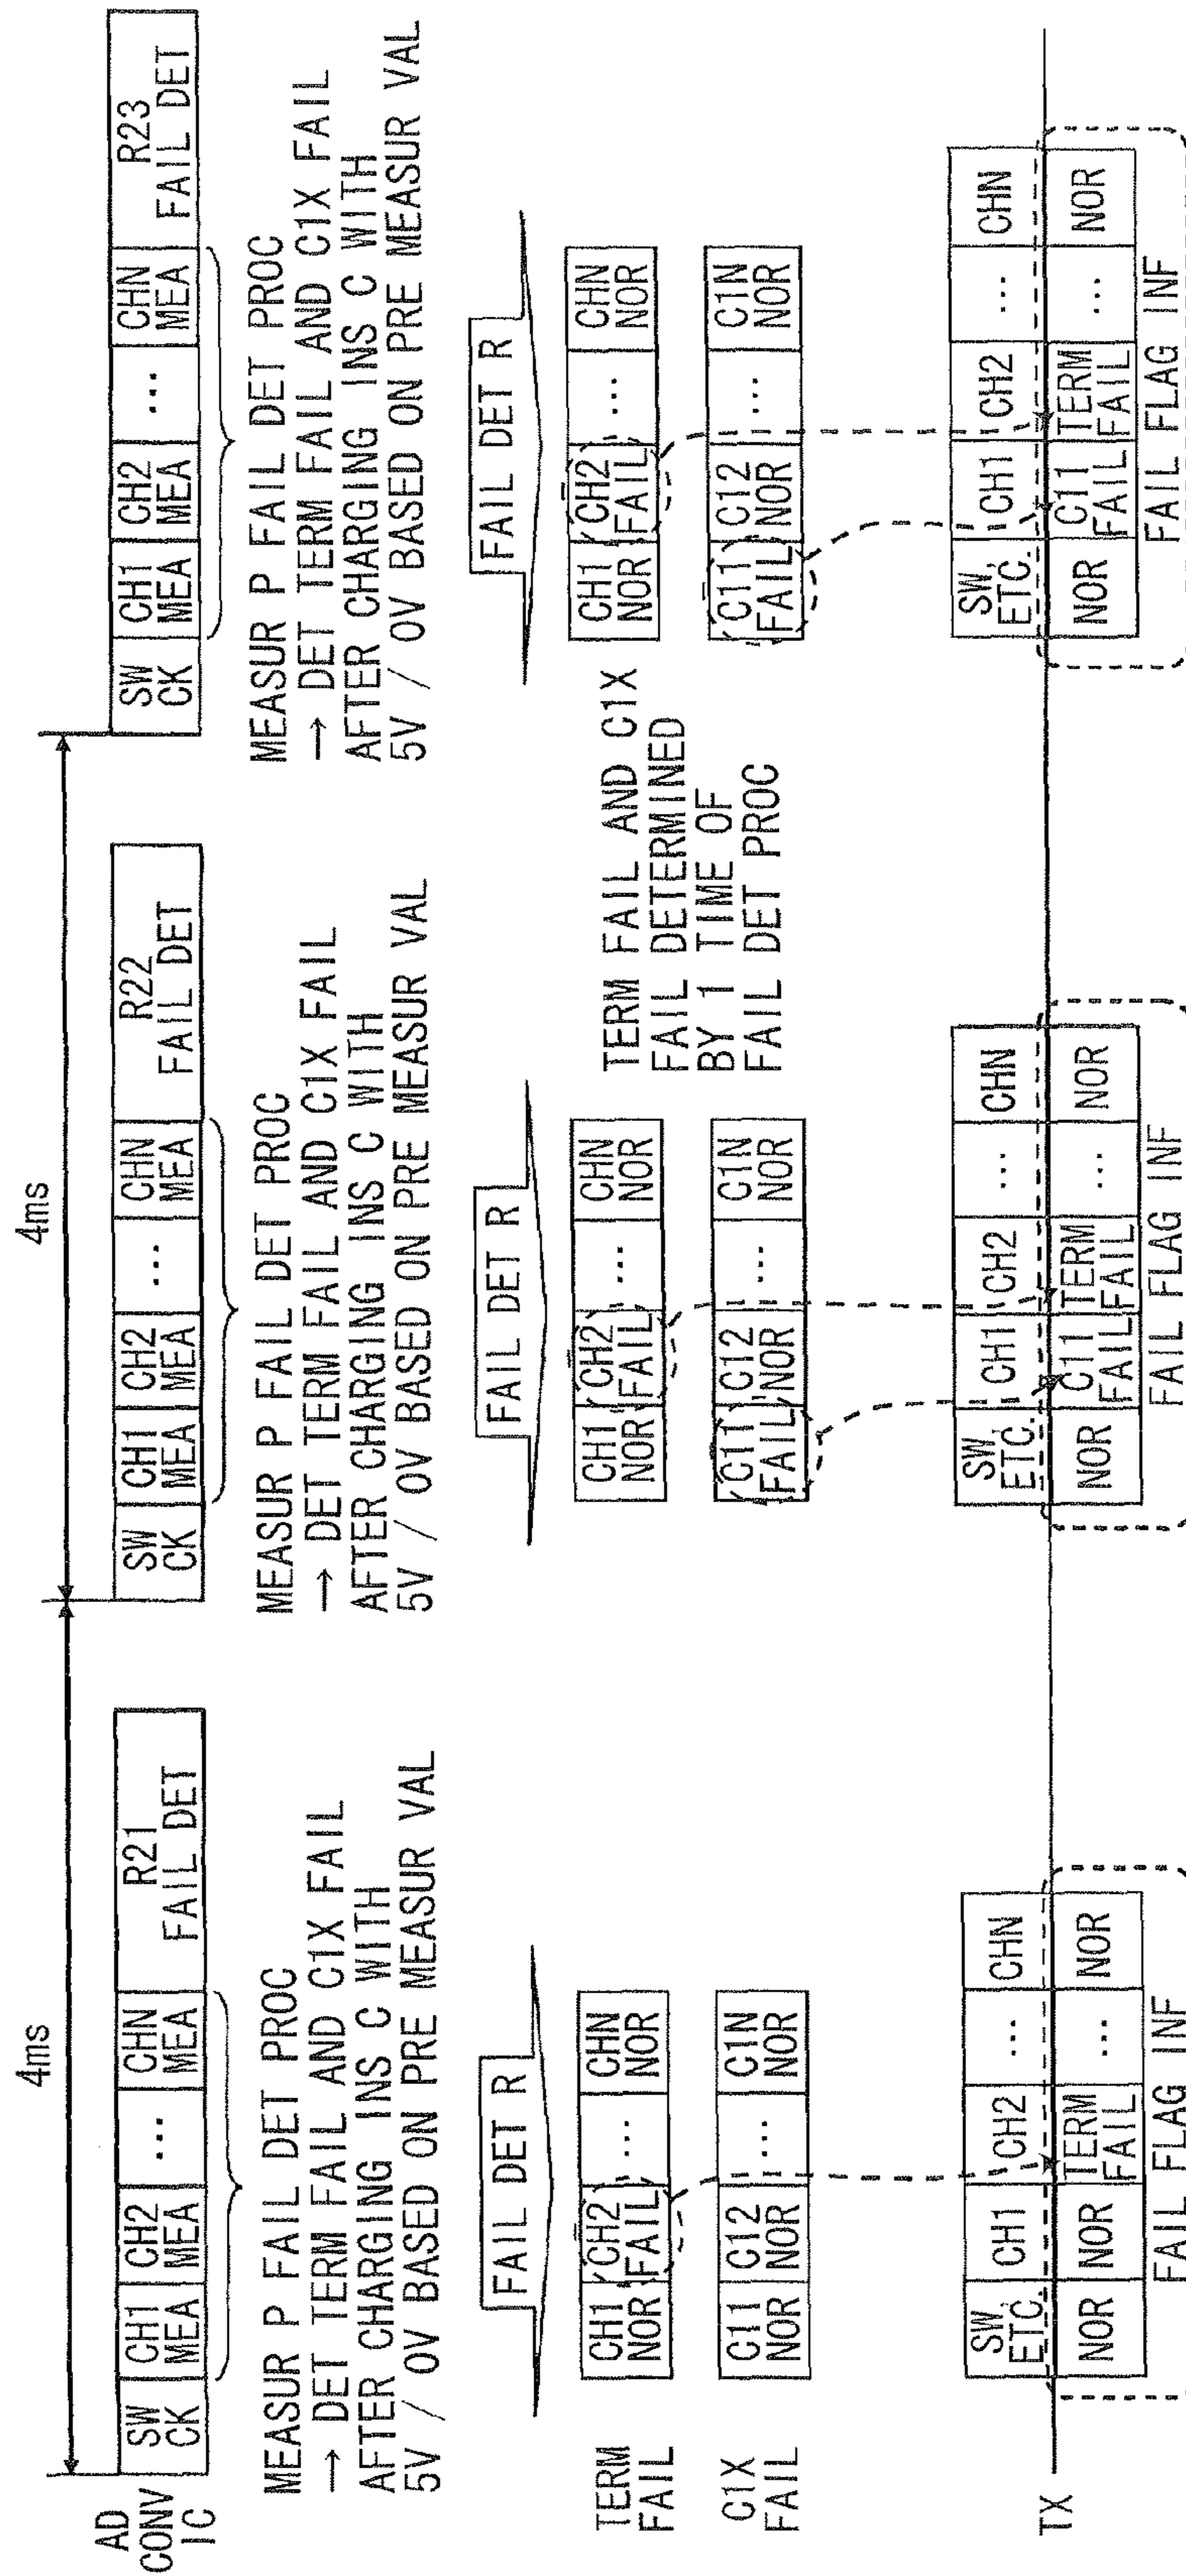 4ms
4ms
AD
CONV
IC
SW
CK
CH1
MEA
CH2
MEA
...
CHN
MEA
R21
FAIL DET
SW
CK
CH1
MEA
CH2
MEA
...
CHN
MEA
R22
FAIL DET
SW
CK
CH1
MEA
CH2
MEA
...
CHN
MEA
R23
FAIL DET
MEASUR P FAIL DET PROC
→ DET TERM FAIL AND C1X FAIL
AFTER CHARGING INS C WITH
5V / 0V BASED ON PRE MEASUR VAL
MEASUR P FAIL DET PROC
→ DET TERM FAIL AND C1X FAIL
AFTER CHARGING INS C WITH
5V / 0V BASED ON PRE MEASUR VAL
MEASUR P FAIL DET PROC
→ DET TERM FAIL AND C1X FAIL
AFTER CHARGING INS C WITH
5V / 0V BASED ON PRE MEASUR VAL
FAIL DET R
FAIL DET R
FAIL DET R
TERM
FAIL
CH1
NOR
CH2
FAIL
...
CHN
NOR
CH1
NOR
CH2
FAIL
...
CHN
NOR
TERM FAIL AND C1X
FAIL DETERMINED
BY 1 TIME OF
FAIL DET PROC
CH1
NOR
CH2
FAIL
...
CHN
NOR
C1X
FAIL
C11
NOR
C12
NOR
...
C1N
NOR
C11
FAIL
C12
NOR
...
C1N
NOR
C11
FAIL
C12
NOR
...
C1N
NOR
TX
SW,
ETC.
CH1
CH2
...
CHN
NOR
NOR
TERM
FAIL
...
NOR
FAIL FLAG INF
SW,
ETC.
CH1
CH2
...
CHN
NOR
C11
FAIL
TERM
FAIL
...
NOR
FAIL FLAG INF
SW,
ETC.
CH1
CH2
...
CHN
NOR
C11
FAIL
TERM
FAIL
...
NOR
FAIL FLAG INF